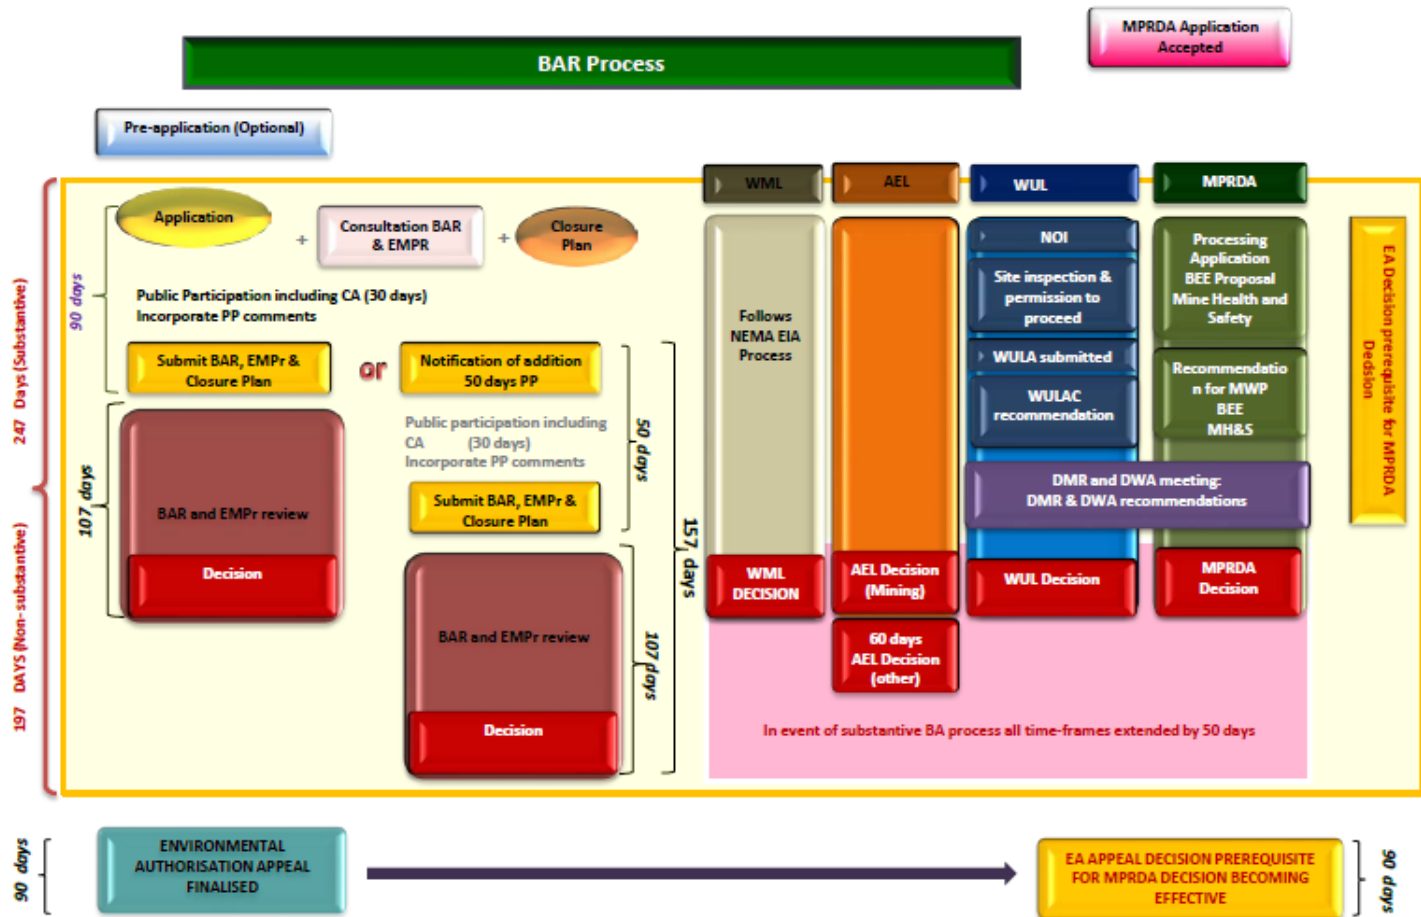 MPRDA Application
Accepted
BAR Process
Pre-application (Optional)
247 Days (Substantive)
197 DAYS (Non-substantive)
90 days
Application
+
Consultation BAR
& EMPR
+
Closure
Plan
Public Participation including CA (30 days)
Incorporate PP comments
Submit BAR, EMPr &
Closure Plan
or
Notification of addition
50 days PP
107 days
BAR and EMPr review
Decision
Public participation including
CA (30 days)
Incorporate PP comments
Submit BAR, EMPr &
Closure Plan
50 days
BAR and EMPr review
Decision
107 days
157, days
WML
Follows
NEMA EIA
Process
WML
DECISION
AEL
AEL Decision
(Mining)
60 days
AEL Decision
(other)
WUL
NOI
Site inspection &
permission to
proceed
WULA submitted
WULAC
recommendation
MPRDA
Processing
Application
BEE Proposal
Mine Health and
Safety
Recommendatio
n for MWP
BEE
MH&S
DMR and DWA meeting:
DMR & DWA recommendations
WUL Decision
MPRDA
Decision
In event of substantive BA process all time-frames extended by 50 days
EA Decision prerequisite for MPRDA
Decision
90 days
ENVIRONMENTAL
AUTHORISATION APPEAL
FINALISED
EA APPEAL DECISION PREREQUISITE
FOR MPRDA DECISION BECOMING
EFFECTIVE
90 days